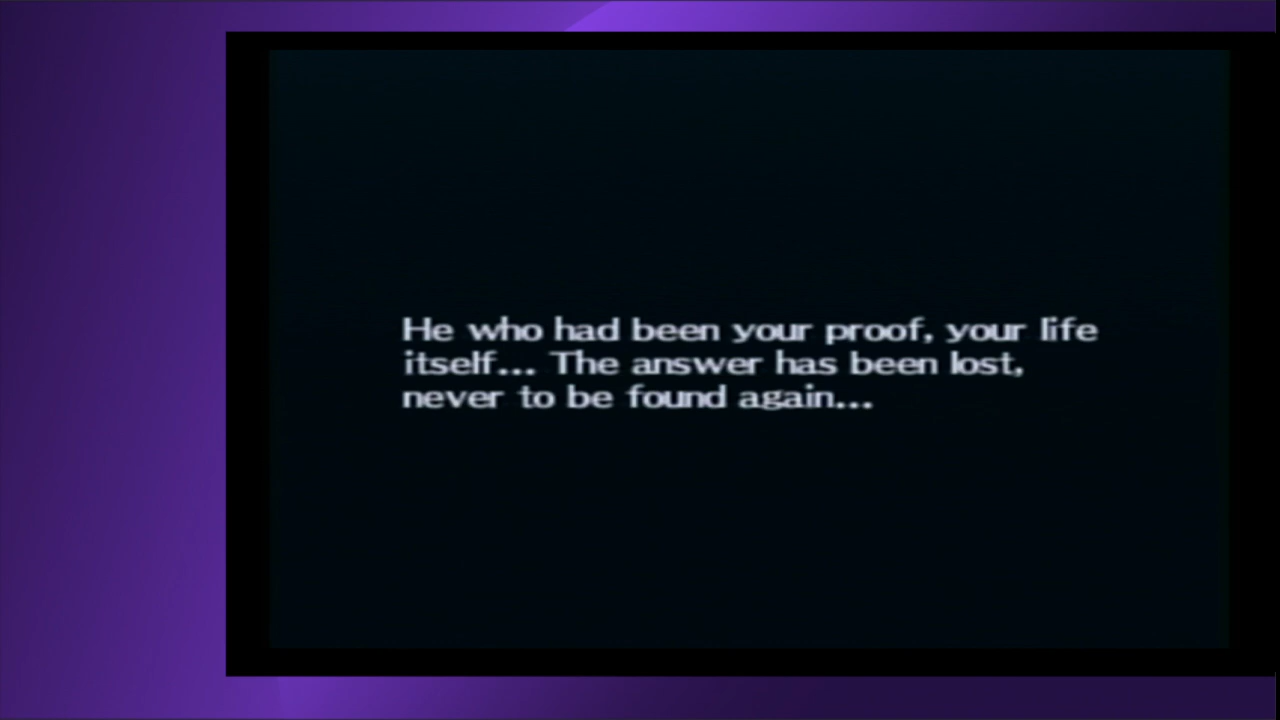 He who had been your proof, your life
itself... The answer has been lost,
never to be found again...